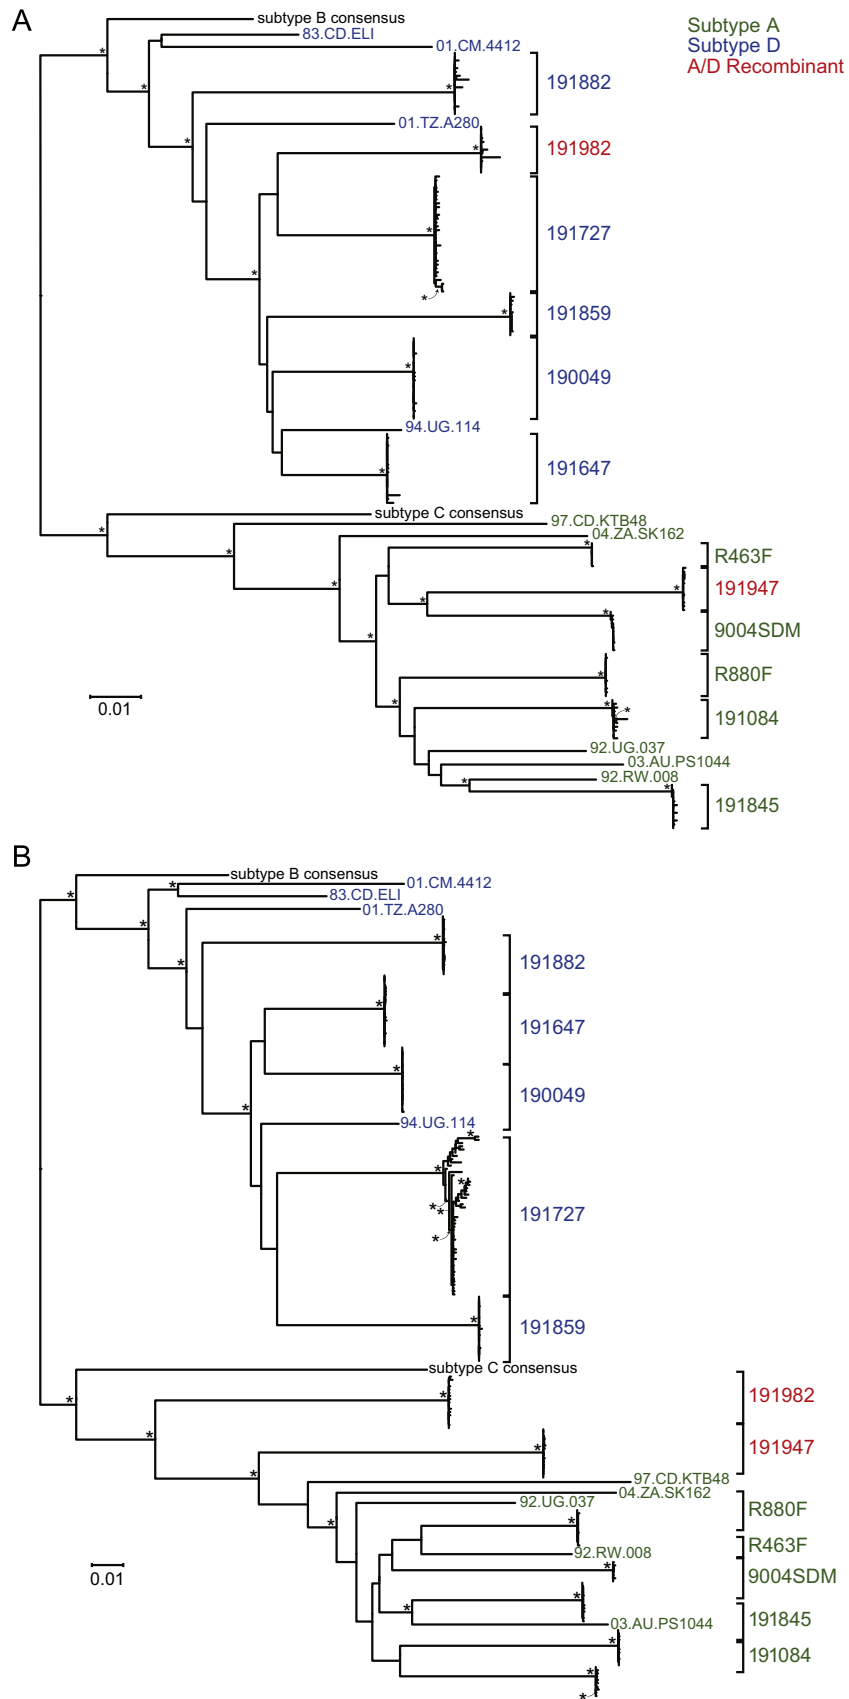 A
subtype B consensus
83.CD.ELI
01.CM.4412
Subtype A
Subtype D
A/D Recombinant
191882
01.TZ.A280
191982
191727
191859
190049
94.UG.114
191647
subtype C consensus
97.CD.KTB48
04.ZA.SK162
R463F
191947
9004SDM
R880F
191084
0.01
92.UG.037
03.AU.PS1044
92.RW.008
191845
B
subtype B consensus
01.CM.4412
83.CD.ELI
01.TZ.A280
191882
191647
190049
94.UG.114
191727
191859
subtype C consensus
191982
191947
97.CD.KTB48
04.ZA.SK162
92.UG.037
R880F
R463F
92.RW.008
9004SDM
0.01
191845
03.AU.PS1044
191084